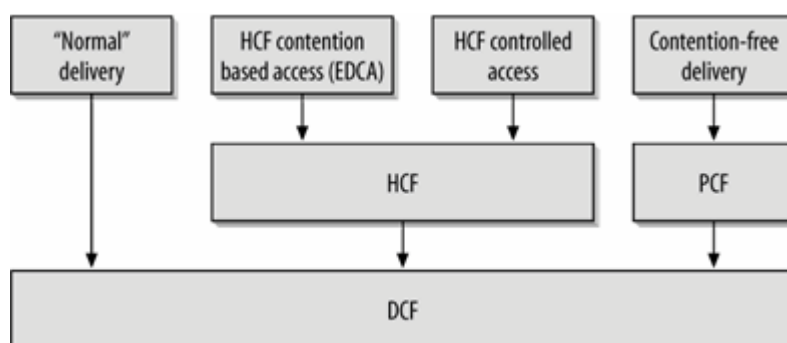 “Normal”
delivery
HCF contention
based access (EDCA)
HCF controlled
access
Contention-free
delivery
HCF
PCF
DCF